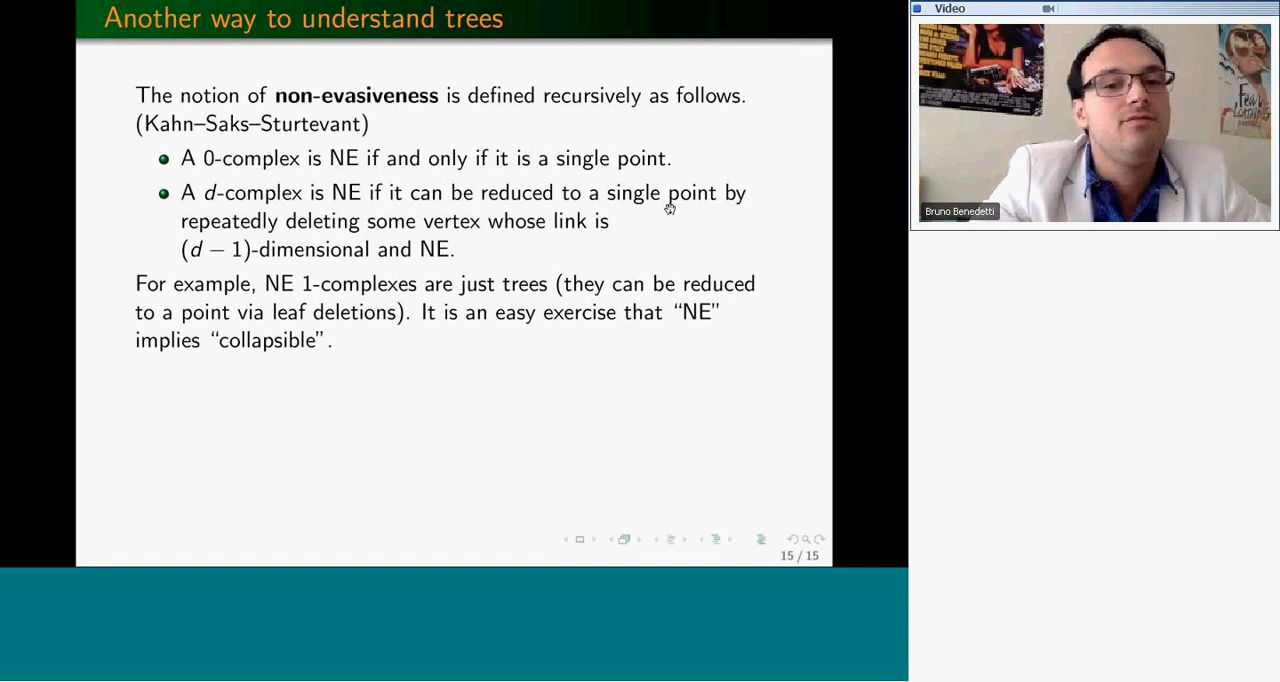 Another way to understand trees
The notion of non-evasiveness is defined recursively as follows.
(Kahn–Saks–Sturtevant)
A 0-complex is NE if and only if it is a single point.
A d-complex is NE if it can be reduced to a single point by
repeatedly deleting some vertex whose link is
(d − 1)-dimensional and NE.
For example, NE 1-complexes are just trees (they can be reduced
to a point via leaf deletions). It is an easy exercise that “NE”
implies “collapsible”.
15 / 15
Video
Bruno Benedetti